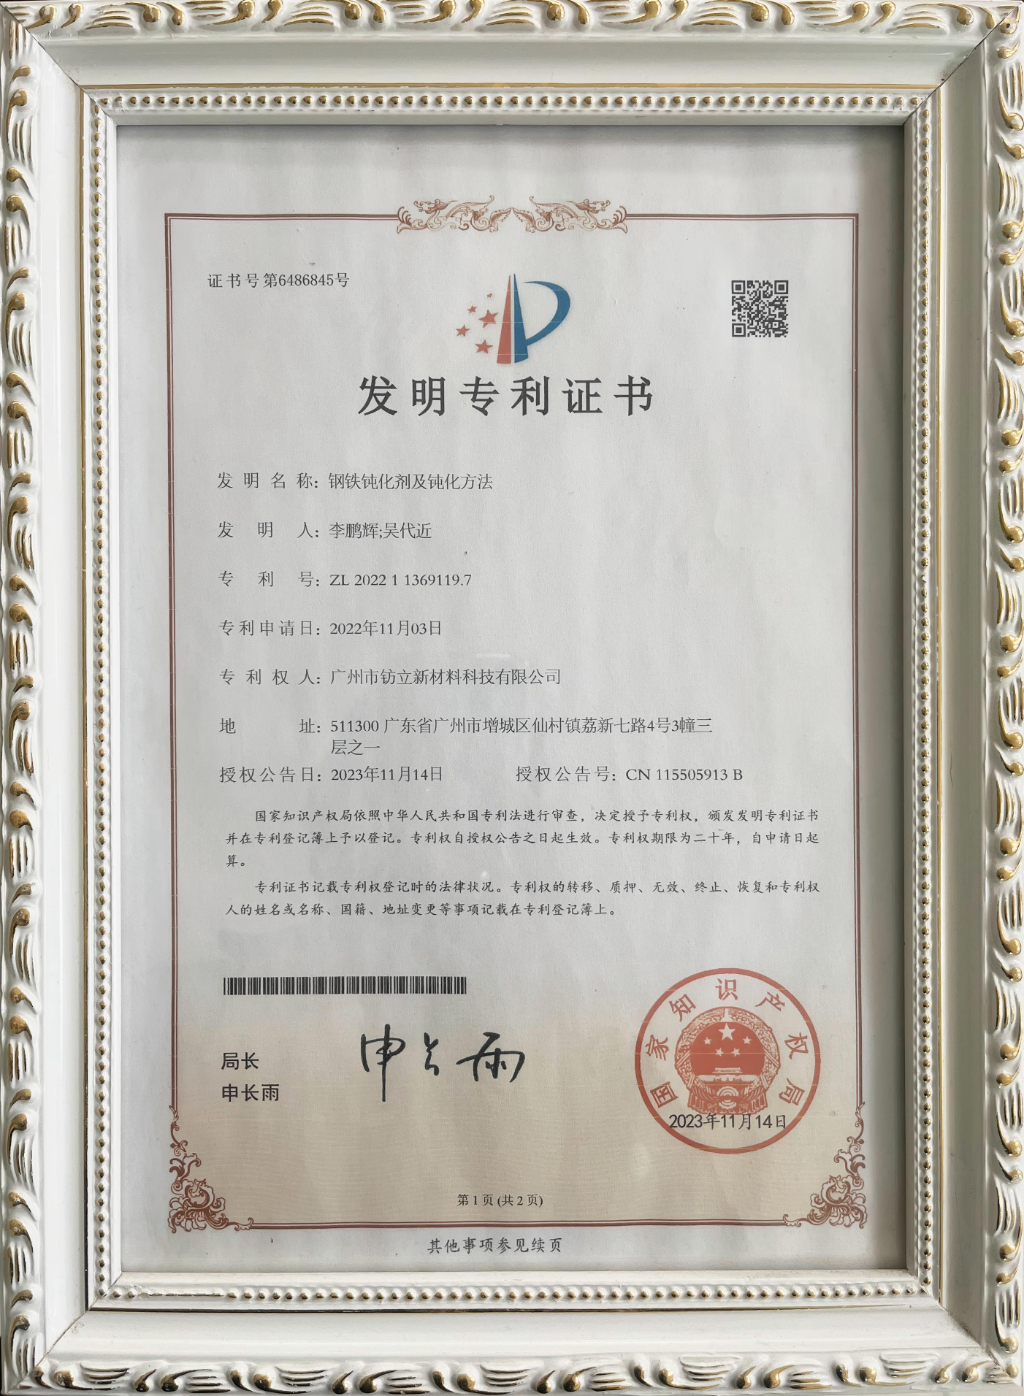 证书号第6486845号
发明专利证书
发明名称：钢铁钝化剂及钝化方法
发明人：李鹏辉;吴代近
专利号：ZL 2022 1 1369119.7
专利申请日：2022年11月03日
专利权人：广州市钫立新材料科技有限公司
地址：511300 广东省广州市增城区仙村镇荔新七路4号3幢三
层之一
授权公告日：2023年11月14日 授权公告号：CN 115505913 B
国家知识产权局依照中华人民共和国专利法进行审查，决定授予专利权，颁发发明专利证书
并在专利登记簿上予以登记。专利权自授权公告之日起生效。专利权期限为二十年，自申请日起
算。
专利证书记载专利权登记时的法律状况。专利权的转移、质押、无效、终止、恢复和专利权
人的姓名或名称、国籍、地址变更等事项记载在专利登记簿上。
局长
申长雨
申长雨
国家知识产权局
2023年11月14日
第 1 页 (共 2 页)
其他事项参见续页